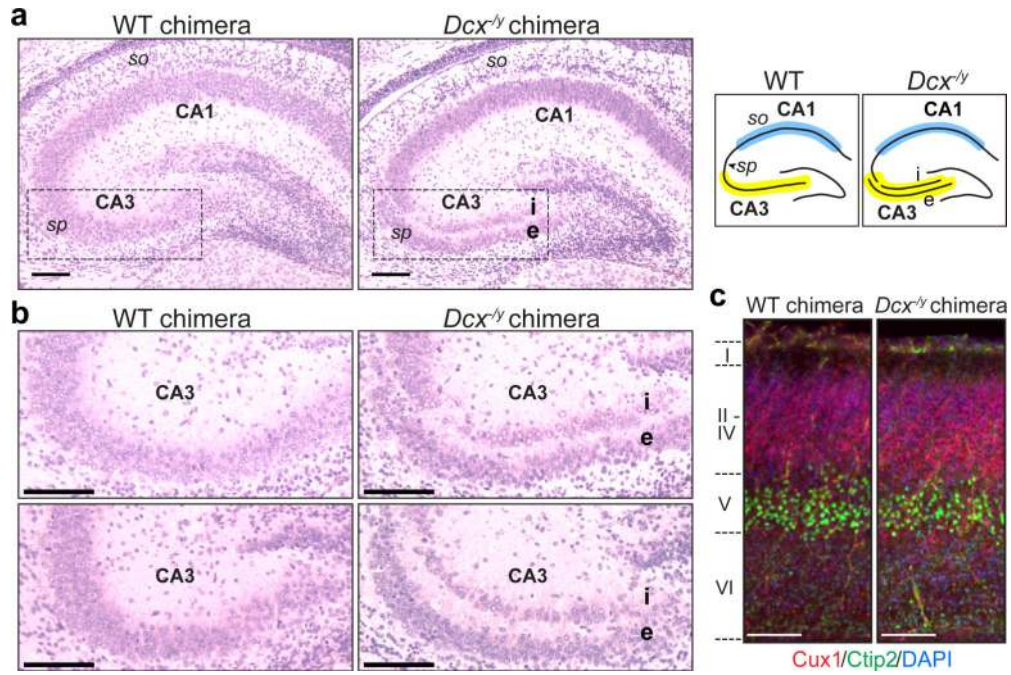 a
WT chimera
Dcx-/y chimera
so
CA1
CA3
sp
so
CA1
CA3
i
e
sp
WT
Dcx-/y
so
CA1
sp
CA3
CA1
i
CA3
e
b
WT chimera
Dcx-/y chimera
CA3
CA3
i
e
CA3
CA3
i
e
c
WT chimera
Dcx-/y chimera
I
II -
IV
V
VI
Cux1/Ctip2/DAPI